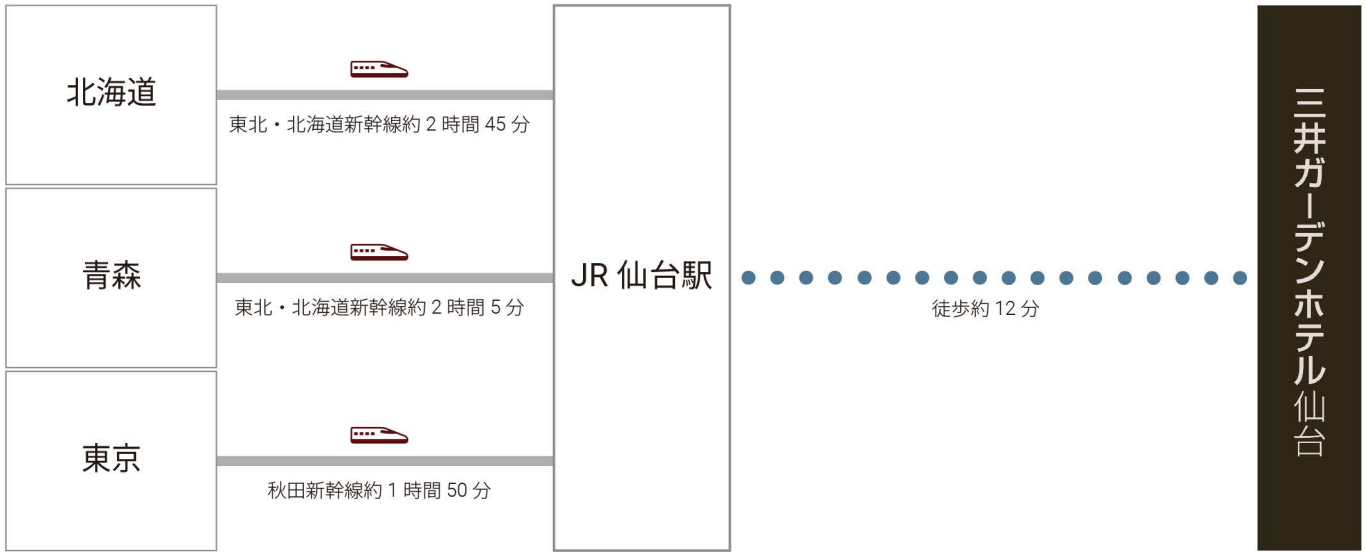 北海道
東北・北海道新幹線約 2 時間 45 分
青森
東北・北海道新幹線約 2 時間 5 分
東京
秋田新幹線約 1 時間 50 分
JR 仙台駅
徒歩約 12 分
三井ガーデンホテル仙台